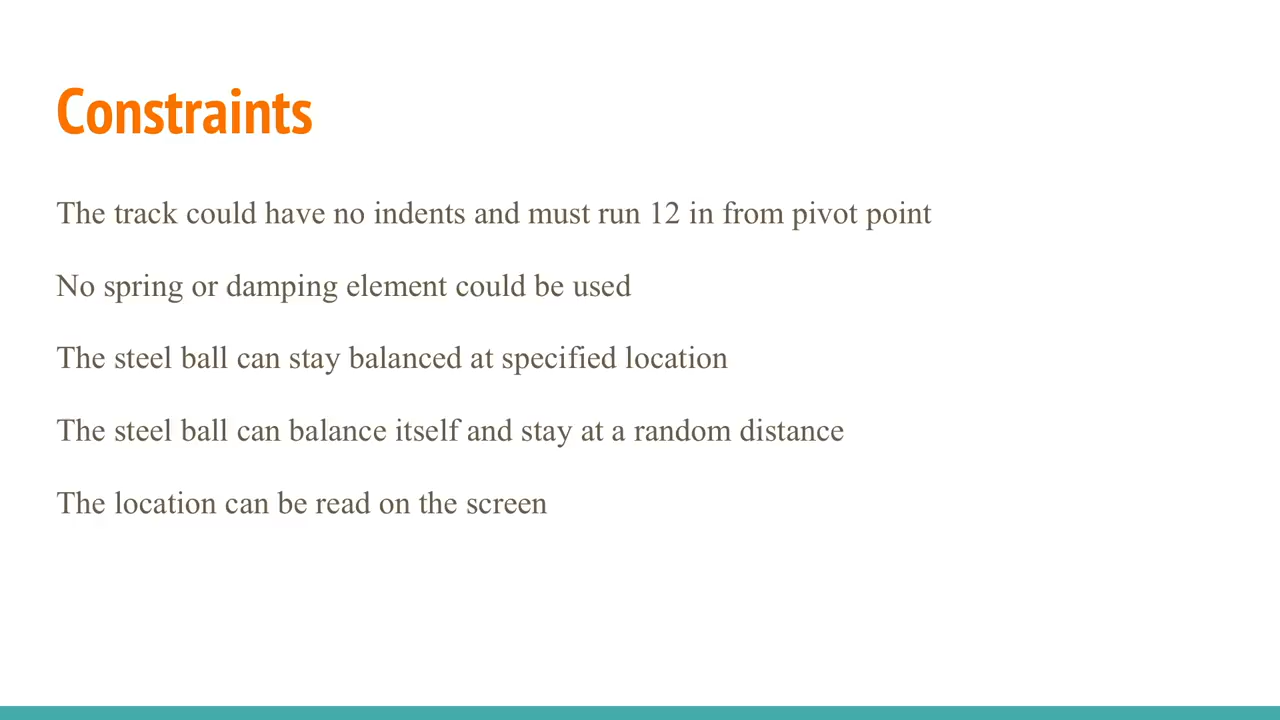 Constraints
The track could have no indents and must run 12 in from pivot point
No spring or damping element could be used
The steel ball can stay balanced at specified location
The steel ball can balance itself and stay at a random distance
The location can be read on the screen